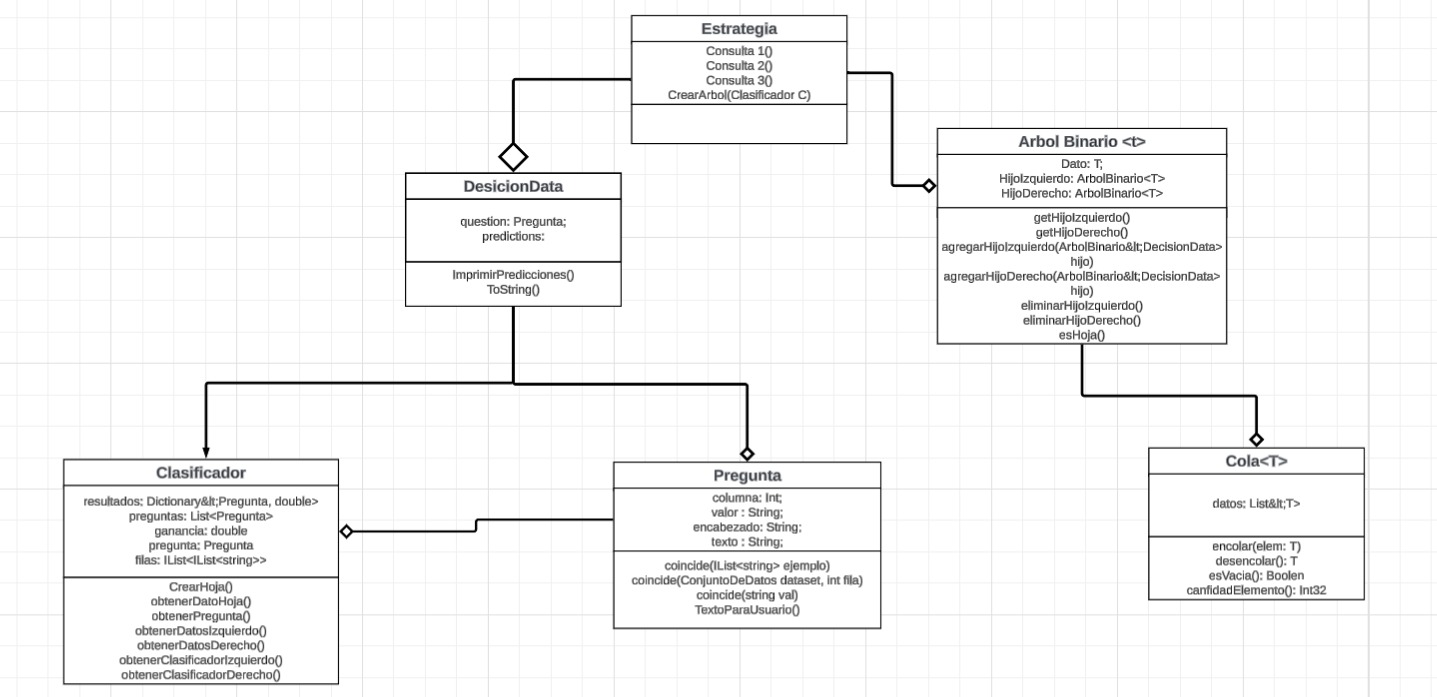 Estrategia
Consulta 1()
Consulta 2()
Consulta 3()
CrearArbol(Clasificador C)
Arbol Binario <t>
Dato: T;
HijoIzquierdo: ArbolBinario<T>
HijoDerecho: ArbolBinario<T>
getHijoIzquierdo()
getHijoDerecho()
agregarHijoIzquierdo(ArbolBinario&lt;DecisionData>
hijo)
agregarHijoDerecho(ArbolBinario&lt;DecisionData>
hijo)
eliminarHijoIzquierdo()
eliminarHijoDerecho()
esHoja()
DesicionData
question: Pregunta;
predictions:
ImprimirPredicciones()
ToString()
Clasificador
resultados; Dictionary&lt;Pregunta, double>
preguntas: List<Pregunta>
ganancia: double
pregunta; Pregunta
filas: IList<IList<string>>
CrearHoja()
obtenerDatoHoja()
obtenerPregunta()
obtenerDatosIzquierdo()
obtenerDatosDerecho()
obtenerClasificadorIzquierdo()
obtenerClasificadorDerecho()
Pregunta
columna: Int;
valor : String;
encabezado: String;
texto : String;
coincide(IList<string> ejemplo)
coincide(ConjuntoDeDatos dataset, int fila)
coincide(string val)
TextoParaUsuario()
Cola<T>
datos: List&lt;T>
encolar(elem: T)
desencolar(): T
esVacia(): Boolen
canfidadElemento(): Int32